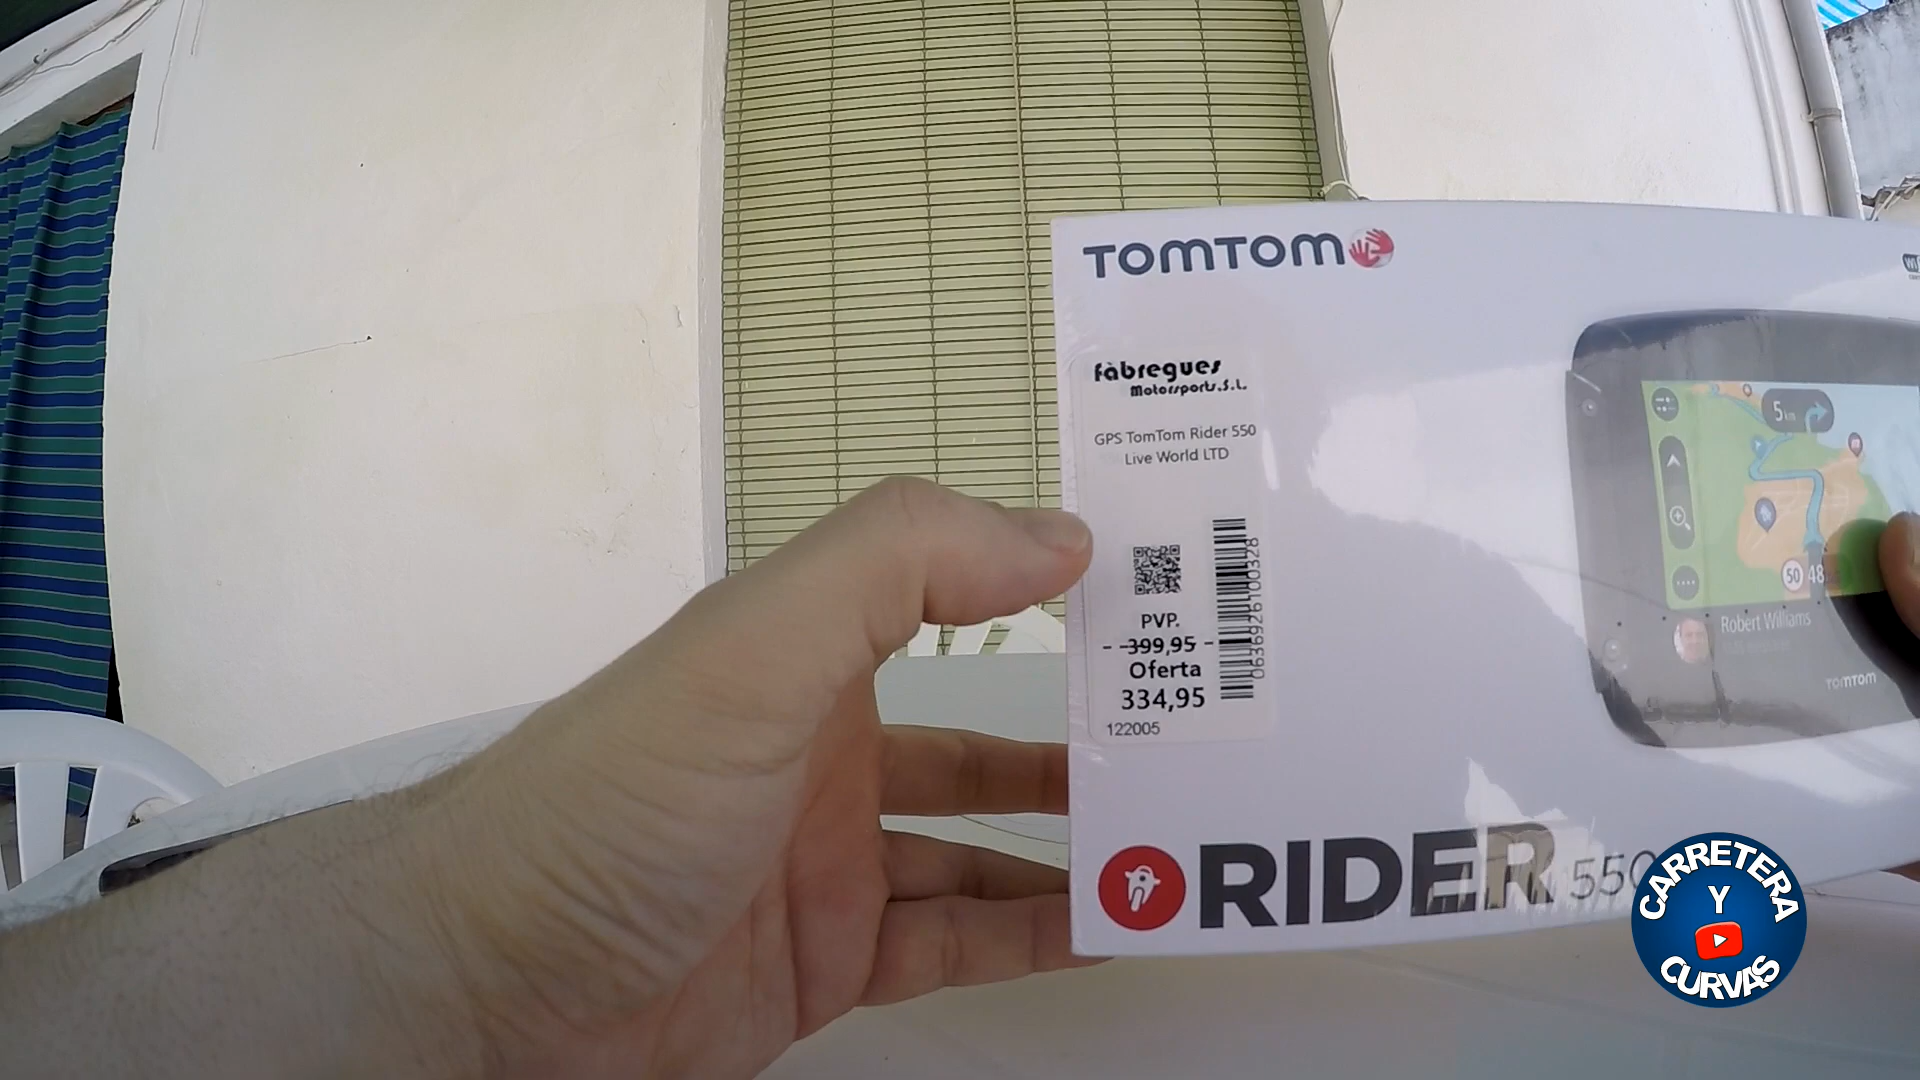 TOMTOM
fàbregues
Motorsports.S.L.
GPS TomTom Rider 550
Live World LTD
PVP.
399,95
Oferta
334,95
122005
0636926100328
5 km
50
48
Robert Williams
TOMTOM
RIDER 550
CARRETERA
Y
CURVAS